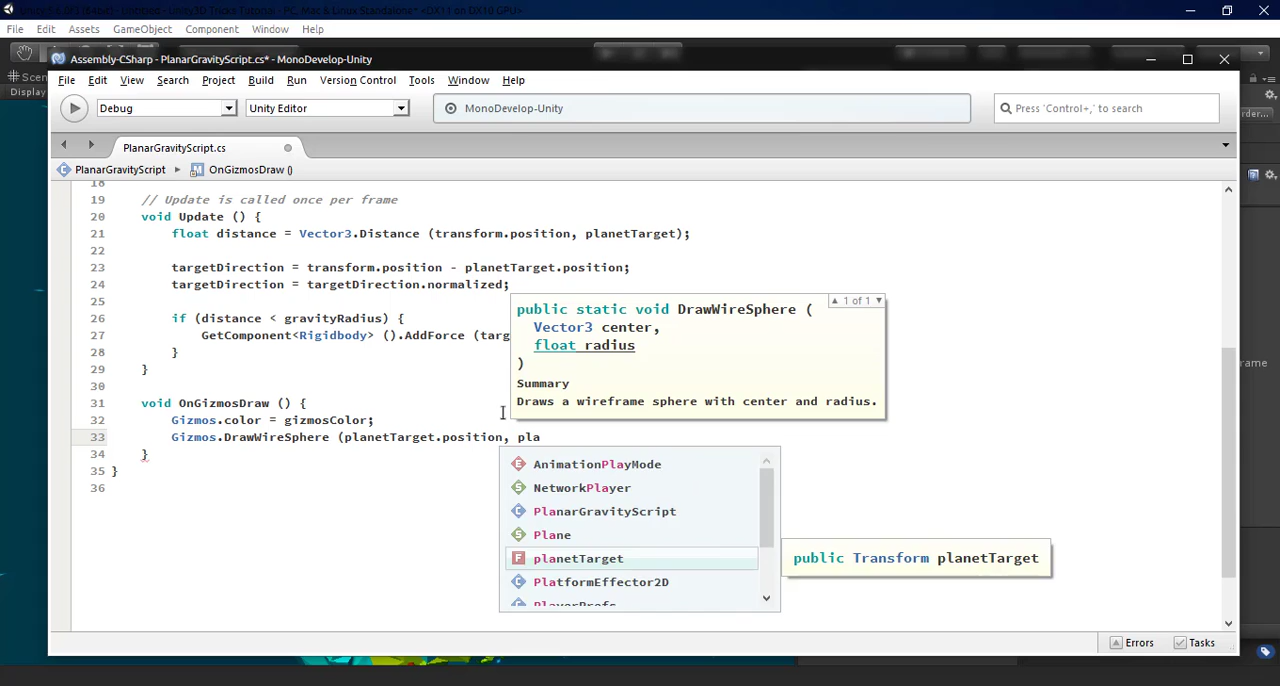 File Edit Assets GameObject Component Window Help
Scen
Display
order...
Frame
Assembly-CSharp - PlanarGravityScript.cs* - MonoDevelop-Unity
File Edit View Search Project Build Run Version Control Tools Window Help
Debug
Unity Editor
MonoDevelop-Unity
Press 'Control+,' to search
PlanarGravityScript.cs
PlanarGravityScript
OnGizmosDraw ()
18
19 // Update is called once per frame
20 void Update () {
21 float distance = Vector3.Distance (transform.position, planetTarget);
22
23 targetDirection = transform.position - planetTarget.position;
24 targetDirection = targetDirection.normalized;
25
26 if (distance < gravityRadius) {
27 GetComponent<Rigidbody> ().AddForce (targ
28 }
29 }
30
31 void OnGizmosDraw () {
32 Gizmos.color = gizmosColor;
33 Gizmos.DrawWireSphere (planetTarget.position, pla
34 }
35 }
36
1 of 1
public static void DrawWireSphere (
Vector3 center,
float radius
)
Summary
Draws a wireframe sphere with center and radius.
AnimationPlayMode
NetworkPlayer
PlanarGravityScript
Plane
planetTarget
PlatformEffector2D
PlayerPrefs
public Transform planetTarget
Errors
Tasks